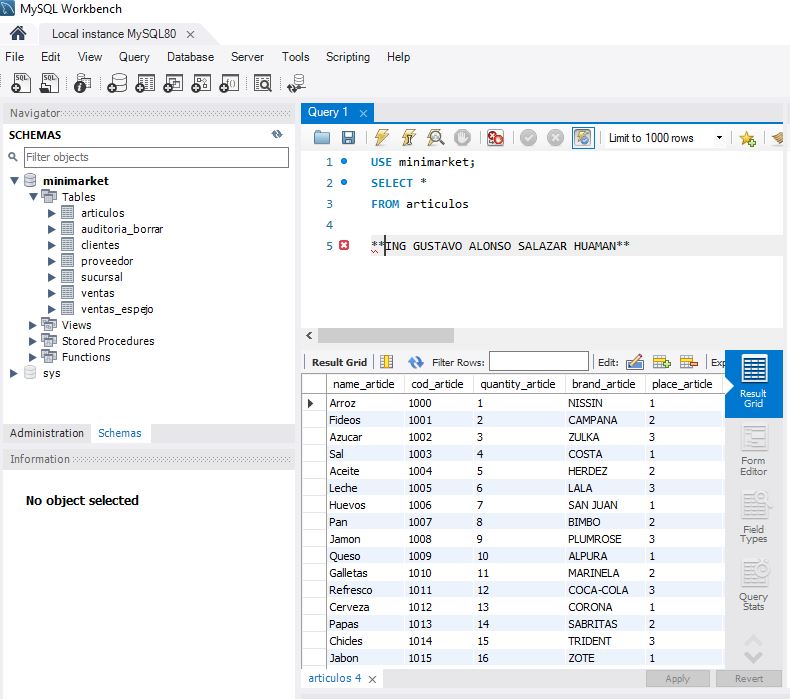 MySQL Workbench
Local instance MySQL80
File Edit View Query Database Server Tools Scripting Help
Navigator
SCHEMAS
Filter objects
minimarket
Tables
articulos
auditoria_borrar
clientes
proveedor
sucursal
ventas
ventas_espejo
Views
Stored Procedures
Functions
sys
Administration Schemas
Information
No object selected
Query 1
Limit to 1000 rows
1 USE minimarket;
2 SELECT *
3 FROM articulos
4
5 **ING GUSTAVO ALONSO SALAZAR HUAMAN**
Result Grid Filter Rows: Edit: Exp
name_article cod_article quantity_article brand_article place_article
Arroz 1000 1 NISSIN 1
Fideos 1001 2 CAMPANA 2
Azucar 1002 3 ZULKA 3
Sal 1003 4 COSTA 1
Aceite 1004 5 HERDEZ 2
Leche 1005 6 LALA 3
Huevos 1006 7 SAN JUAN 1
Pan 1007 8 BIMBO 2
Jamon 1008 9 PLUMROSE 3
Queso 1009 10 ALPURA 1
Galletas 1010 11 MARINELA 2
Refresco 1011 12 COCA-COLA 3
Cerveza 1012 13 CORONA 1
Papas 1013 14 SABRITAS 2
Chicles 1014 15 TRIDENT 3
Jabon 1015 16 ZOTE 1
Result
Grid
Form
Editor
Field
Types
Query
Stats
articulos 4
Apply Revert